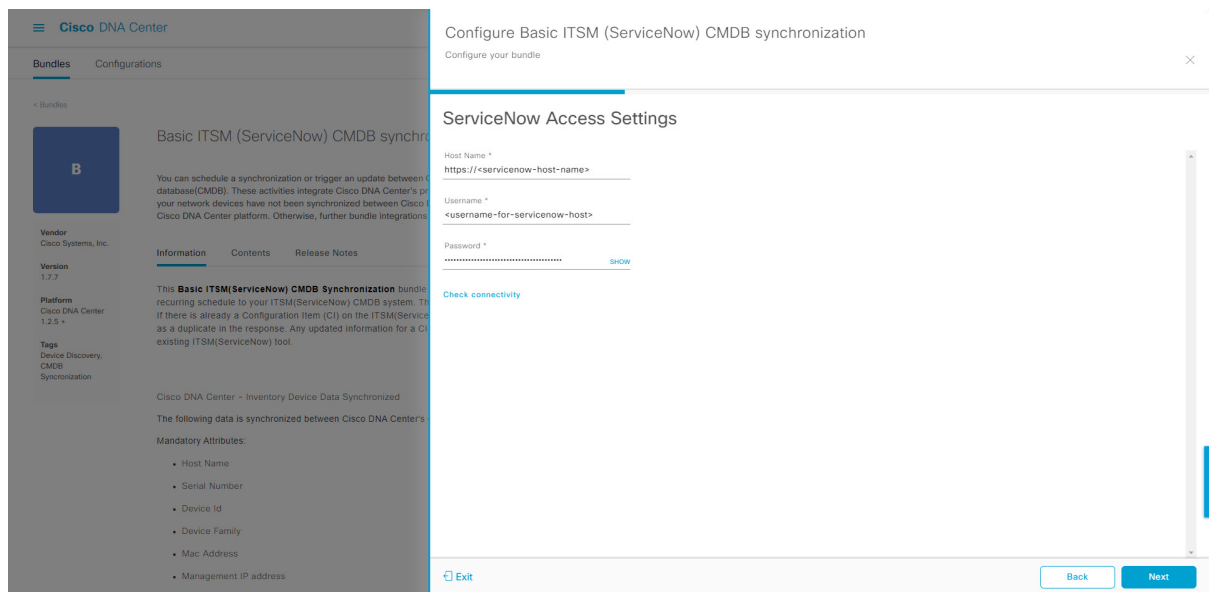 Cisco DNA Center
Bundles Configurations
< Bundles
B
Vendor
Cisco Systems, Inc.
Version
1.7.7
Platform
Cisco DNA Center
1.2.5 +
Tags
Device Discovery,
CMDB
Syncronization
Basic ITSM (ServiceNow) CMDB synchro
You can schedule a synchronization or trigger an update between C
database(CMDB). These activities integrate Cisco DNA Center's pr
your network devices have not been synchronized between Cisco
Cisco DNA Center platform. Otherwise, further bundle integrations
Information Contents Release Notes
This Basic ITSM(ServiceNow) CMDB Synchronization bundle
recurring schedule to your ITSM(ServiceNow) CMDB system. Th
If there is already a Configuration Item (CI) on the ITSM(Service
as a duplicate in the response. Any updated information for a CI
existing ITSM(ServiceNow) tool.
Cisco DNA Center - Inventory Device Data Synchronized
The following data is synchronized between Cisco DNA Center's
Mandatory Attributes:
• Host Name
• Serial Number
• Device Id
• Device Family
• Mac Address
• Management IP address
Configure Basic ITSM (ServiceNow) CMDB synchronization
Configure your bundle
ServiceNow Access Settings
Host Name *
https://<servicenow-host-name>
Username *
<username-for-servicenow-host>
Password *
SHOW
Check connectivity
Exit
Back Next